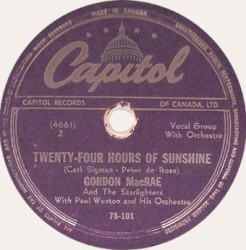 MADE IN CANADA
Capitol
CAPITOL RECORDS
OF CANADA, LTD.
(4661)
Z
Vocal Group
With Orchestra
TWENTY-FOUR HOURS OF SUNSHINE
(Carl Sigman - Peter de Rose)
GORDON MacRAE
And The Starlighters
With Paul Weston and His Orchestra
78-101